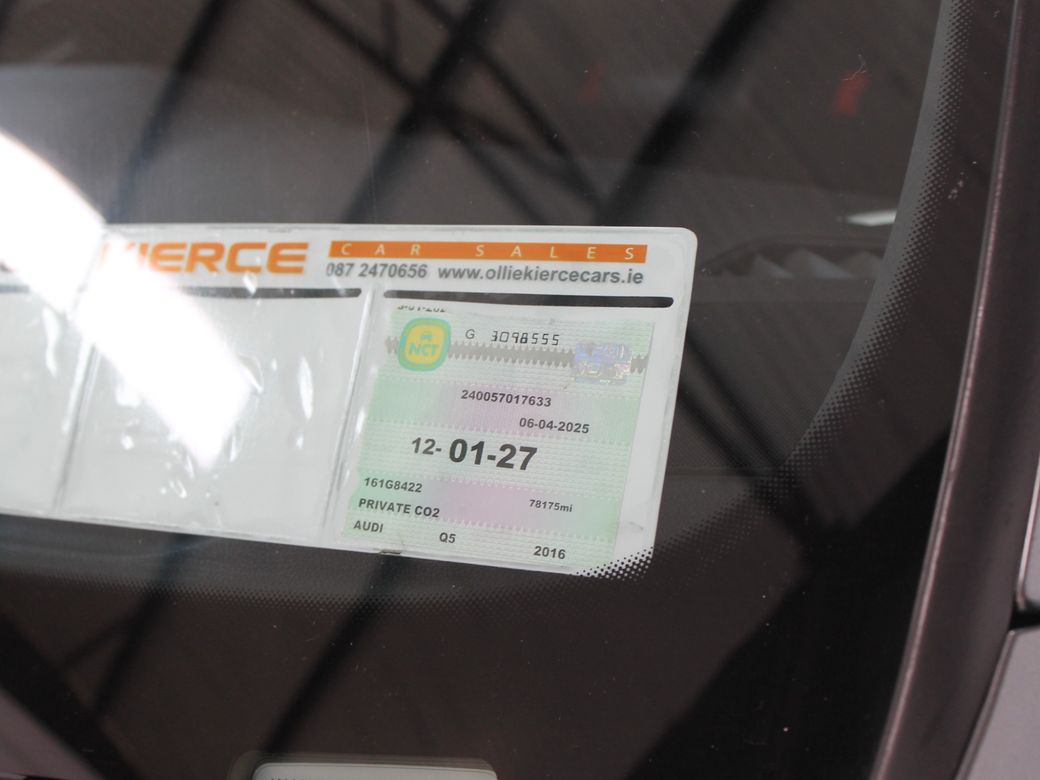 KIERCE
CAR SALES
087 2470656 www.olliekiercecars.ie
NCT
G 3098555
240057017633
06-04-2025
12-01-27
161G8422
78175mi
PRIVATE CO2
AUDI Q5 2016